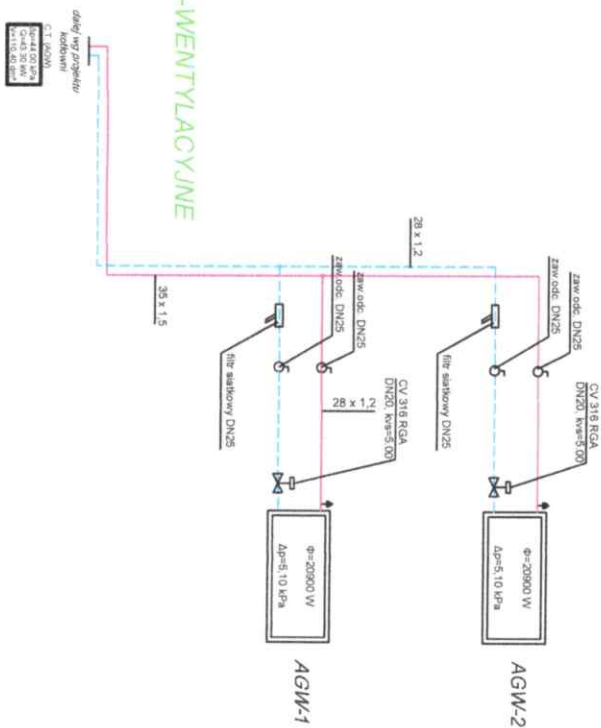 -WENTYLACYJNE
dalej wg projektu
kotłowni
C.T. (AGW)
Δp=44,00 kPa
Q=43,30 kW
V=110,40 dm³
35 x 1,5
28 x 1,2
zaw.odc. DN25
zaw.odc. DN25
filtr siatkowy DN25
28 x 1,2
CV 316 RGA
DN20, kvs=5.00
Φ=20900 W
Δp=5,10 kPa
AGW-1
zaw.odc. DN25
zaw.odc. DN25
filtr siatkowy DN25
CV 316 RGA
DN20, kvs=5.00
Φ=20900 W
Δp=5,10 kPa
AGW-2